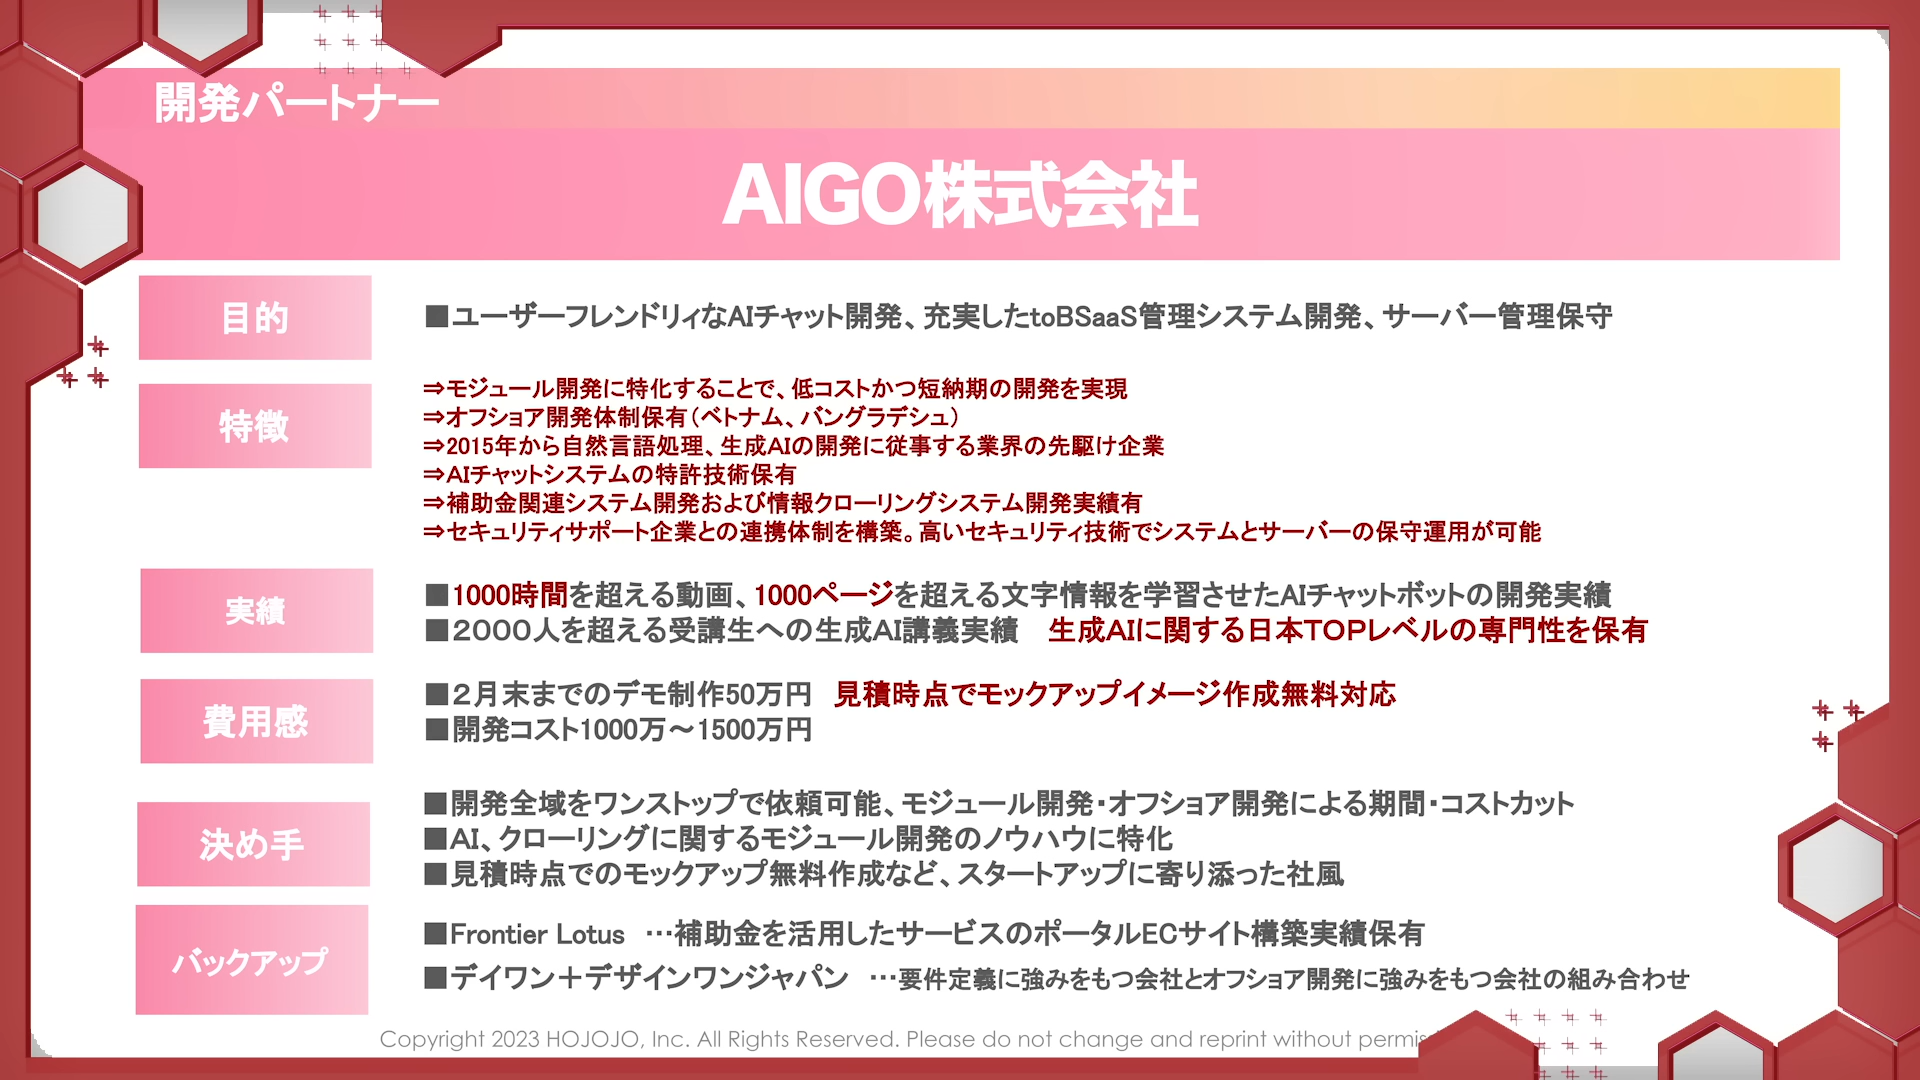 開発パートナー
AIGO株式会社
目的
■ユーザーフレンドリィなAIチャット開発、充実したtoBSaaS管理システム開発、サーバー管理保守
特徴
⇒モジュール開発に特化することで、低コストかつ短納期の開発を実現
⇒オフショア開発体制保有（ベトナム、バングラデシュ）
⇒2015年から自然言語処理、生成AIの開発に従事する業界の先駆け企業
⇒AIチャットシステムの特許技術保有
⇒補助金関連システム開発および情報クローリングシステム開発実績有
⇒セキュリティサポート企業との連携体制を構築。高いセキュリティ技術でシステムとサーバーの保守運用が可能
実績
■1000時間を超える動画、1000ページを超える文字情報を学習させたAIチャットボットの開発実績
■２０００人を超える受講生への生成AI講義実績　生成AIに関する日本TOPレベルの専門性を保有
費用感
■２月末までのデモ制作50万円　見積時点でモックアップイメージ作成無料対応
■開発コスト1000万～1500万円
決め手
■開発全域をワンストップで依頼可能、モジュール開発・オフショア開発による期間・コストカット
■AI、クローリングに関するモジュール開発のノウハウに特化
■見積時点でのモックアップ無料作成など、スタートアップに寄り添った社風
バックアップ
■Frontier Lotus　…補助金を活用したサービスのポータルECサイト構築実績保有
■デイワン＋デザインワンジャパン　…要件定義に強みをもつ会社とオフショア開発に強みをもつ会社の組み合わせ
Copyright 2023 HOJOJO, Inc. All Rights Reserved. Please do not change and reprint without